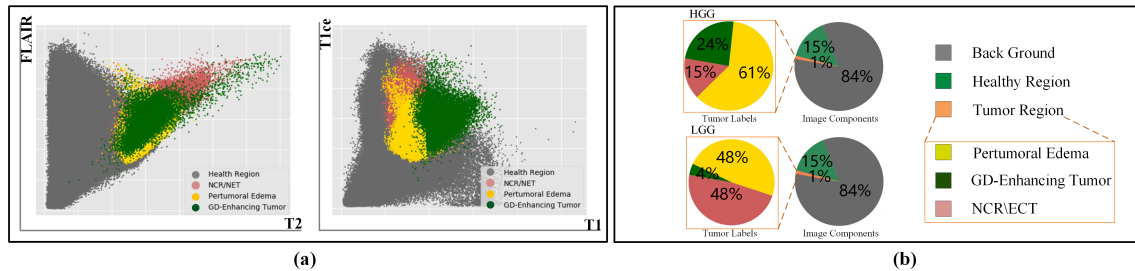 FLAIR
Health Region
NCR/NET
Pertumoral Edema
GD-Enhancing Tumor
T2
T1ce
Health Region
NCR/NET
Pertumoral Edema
GD-Enhancing Tumor
T1
(a)
HGG
24%
15%
61%
Tumor Labels
15%
1%
84%
Image Components
LGG
48%
4%
48%
Tumor Labels
15%
1%
84%
Image Components
Back Ground
Healthy Region
Tumor Region
Pertumoral Edema
GD-Enhancing Tumor
NCR\ECT
(b)